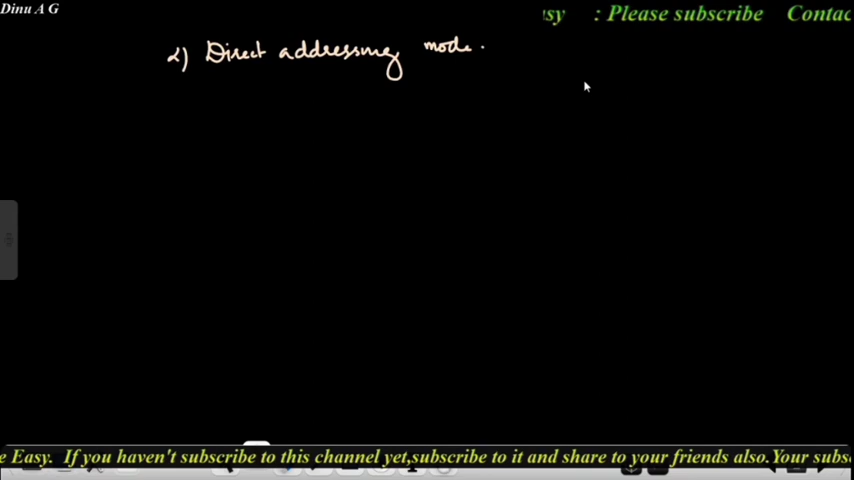 Dinu A G
asy : Please subscribe Contac
2) Direct addressing mode.
e Easy. If you haven't subscribe to this channel yet,subscribe to it and share to your friends also.Your subs